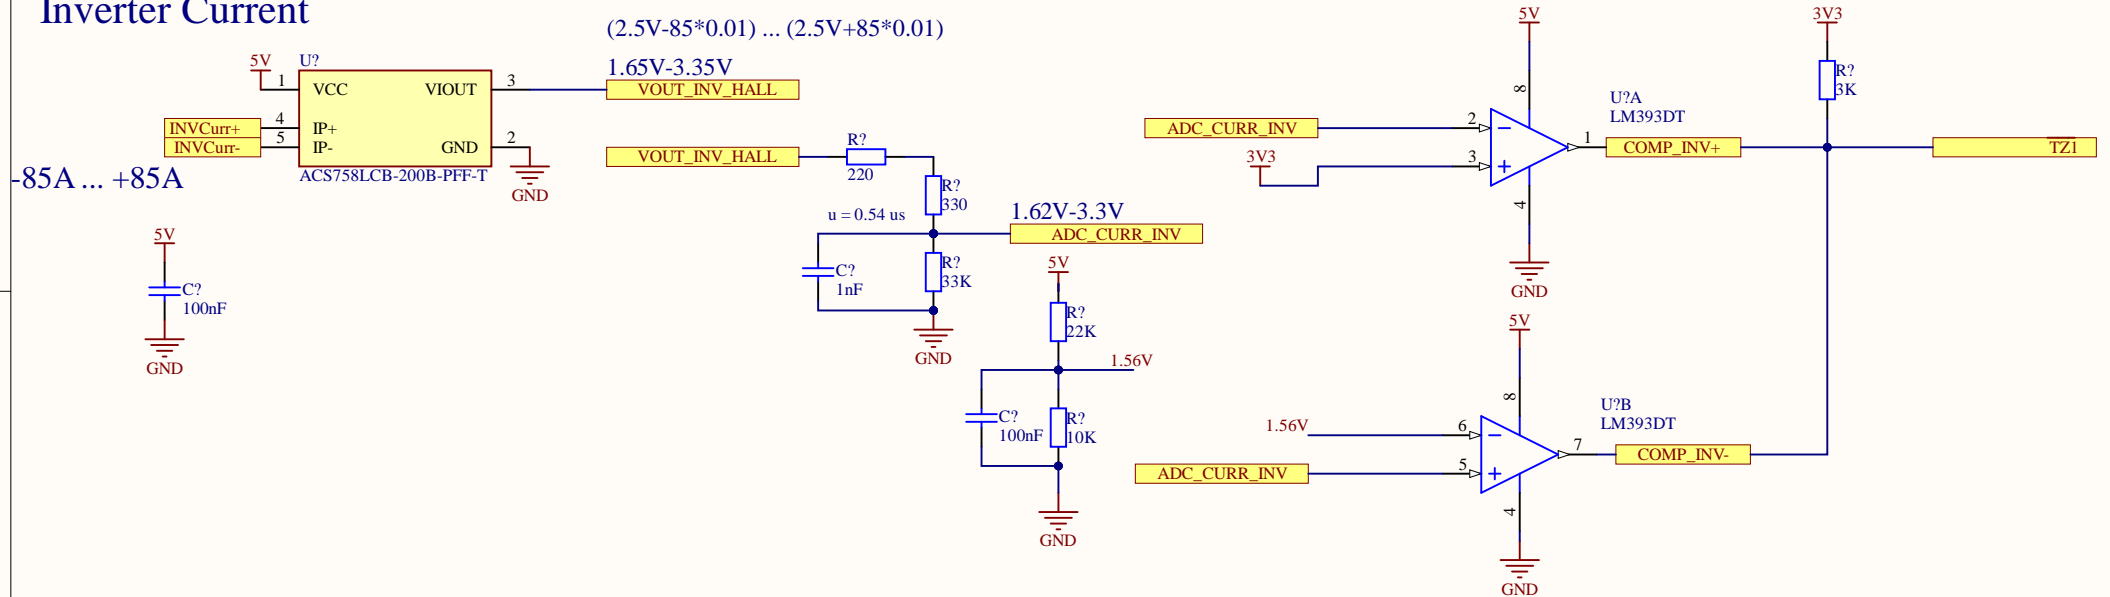 Inverter Current
(2.5V-85*0.01) ... (2.5V+85*0.01)
1.65V-3.35V
5V
U?
1
VCC
VIOUT
3
VOUT_INV_HALL
INVCurr+
4
IP+
INVCurr-
5
IP-
GND
2
GND
ACS758LCB-200B-PFF-T
-85A ... +85A
5V
C?
100nF
GND
VOUT_INV_HALL
R?
220
R?
330
u = 0.54 us
1.62V-3.3V
ADC_CURR_INV
C?
1nF
R?
33K
GND
5V
R?
22K
1.56V
C?
100nF
R?
10K
GND
5V
8
U?A
LM393DT
ADC_CURR_INV
2
3V3
3
1
COMP_INV+
4
GND
3V3
R?
3K
TZ1
5V
8
U?B
LM393DT
1.56V
6
ADC_CURR_INV
5
7
COMP_INV-
4
GND